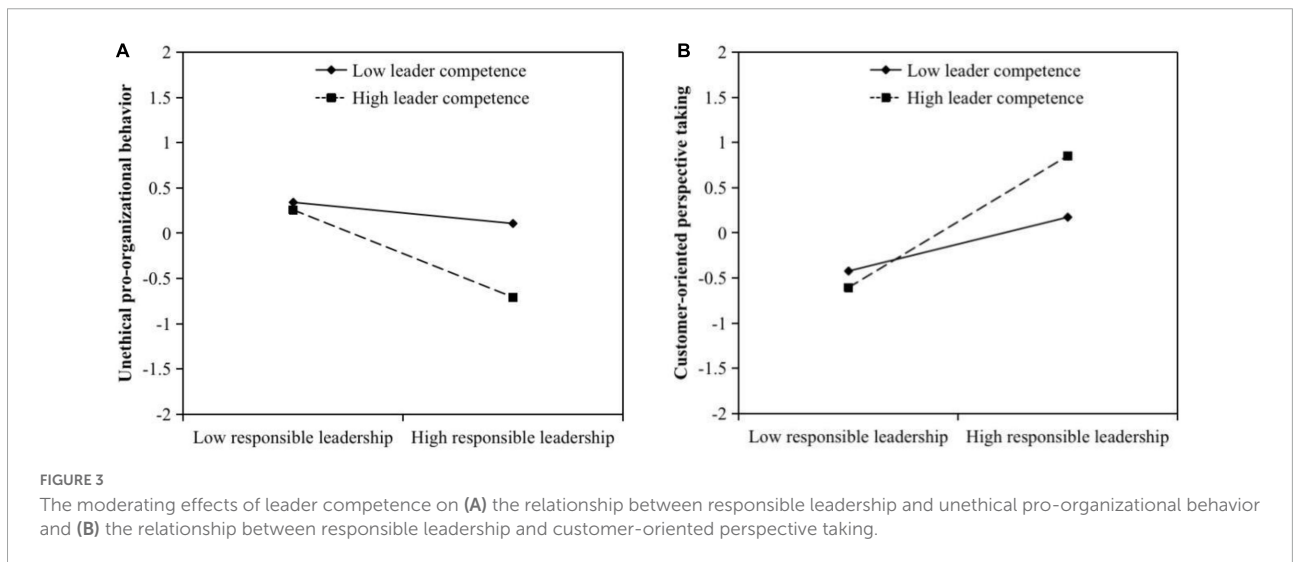 A
Unethical pro-organizational behavior
2
1.5
1
0.5
0
-0.5
-1
-1.5
-2
Low leader competence
High leader competence
Low responsible leadership
High responsible leadership
B
Customer-oriented perspective taking
2
1.5
1
0.5
0
-0.5
-1
-1.5
-2
Low leader competence
High leader competence
Low responsible leadership
High responsible leadership
FIGURE 3
The moderating effects of leader competence on (A) the relationship between responsible leadership and unethical pro-organizational behavior
and (B) the relationship between responsible leadership and customer-oriented perspective taking.